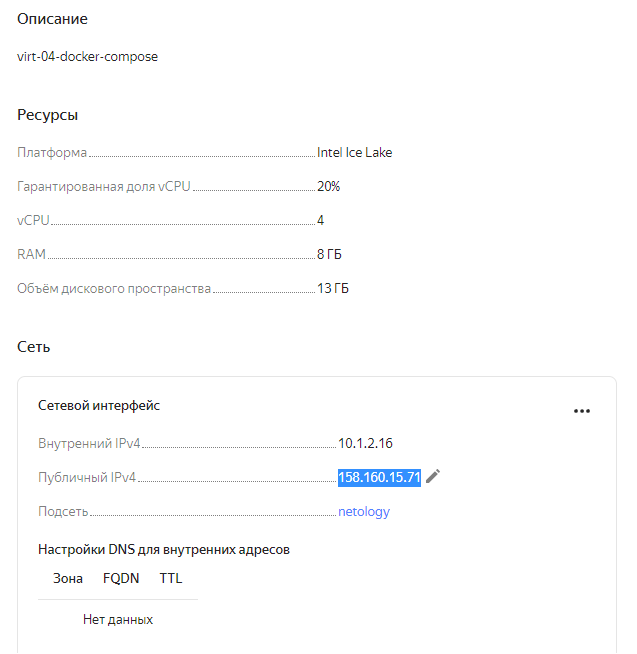 Описание
virt-04-docker-compose
Ресурсы
Платформа Intel Ice Lake
Гарантированная доля vCPU 20%
vCPU 4
RAM 8 ГБ
Объём дискового пространства 13 ГБ
Сеть
Сетевой интерфейс
Внутренний IPv4 10.1.2.16
Публичный IPv4 158.160.15.71
Подсеть netology
Настройки DNS для внутренних адресов
Зона FQDN TTL
Нет данных